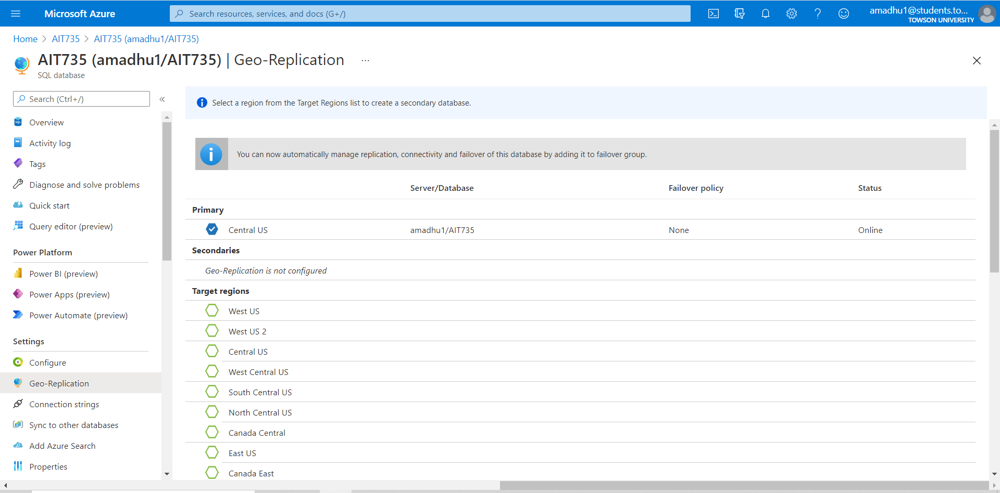 Microsoft Azure
Search resources, services, and docs (G+/)
amadhu1@students.to...
TOWSON UNIVERSITY
Home > AIT735 > AIT735 (amadhu1/AIT735)
AIT735 (amadhu1/AIT735) | Geo-Replication ...
SQL database
Search (Ctrl+/) «
Overview
Activity log
Tags
Diagnose and solve problems
Quick start
Query editor (preview)
Power Platform
Power BI (preview)
Power Apps (preview)
Power Automate (preview)
Settings
Configure
Geo-Replication
Connection strings
Sync to other databases
Add Azure Search
Properties
Select a region from the Target Regions list to create a secondary database.
You can now automatically manage replication, connectivity and failover of this database by adding it to failover group.
Server/Database Failover policy Status
Primary
Central US amadhu1/AIT735 None Online
Secondaries
Geo-Replication is not configured
Target regions
West US
West US 2
Central US
West Central US
South Central US
North Central US
Canada Central
East US
Canada East